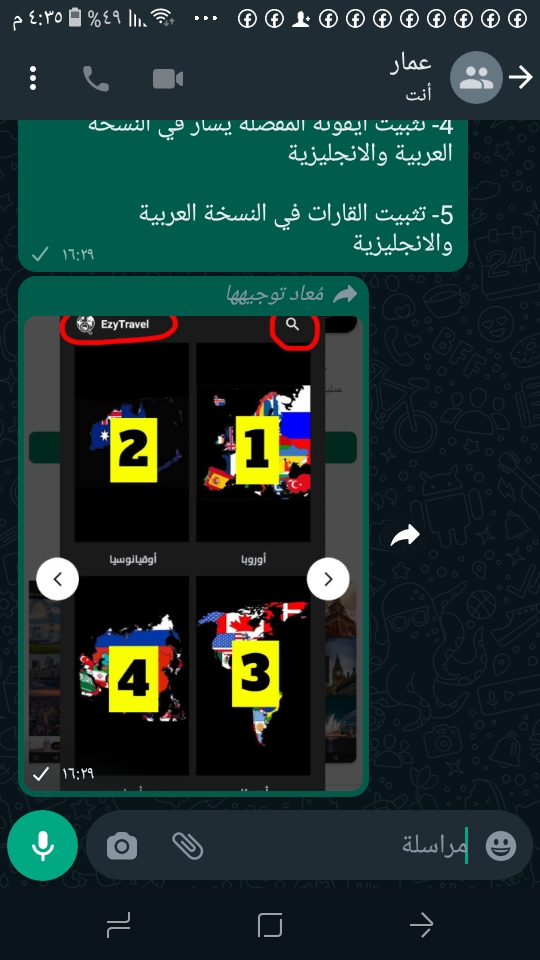 ٤:٣٥ م ٤٩%
عمار
أنت
4- تثبيت ايقونة المفضلة يسار في النسخة
العربية والانجليزية
5- تثبيت القارات في النسخة العربية
والانجليزية
١٦:٢٩
مُعاد توجيهها
EzyTravel
1
2
أوروبا
أوقيانوسيا
3
4
١٦:٢٩
مراسلة